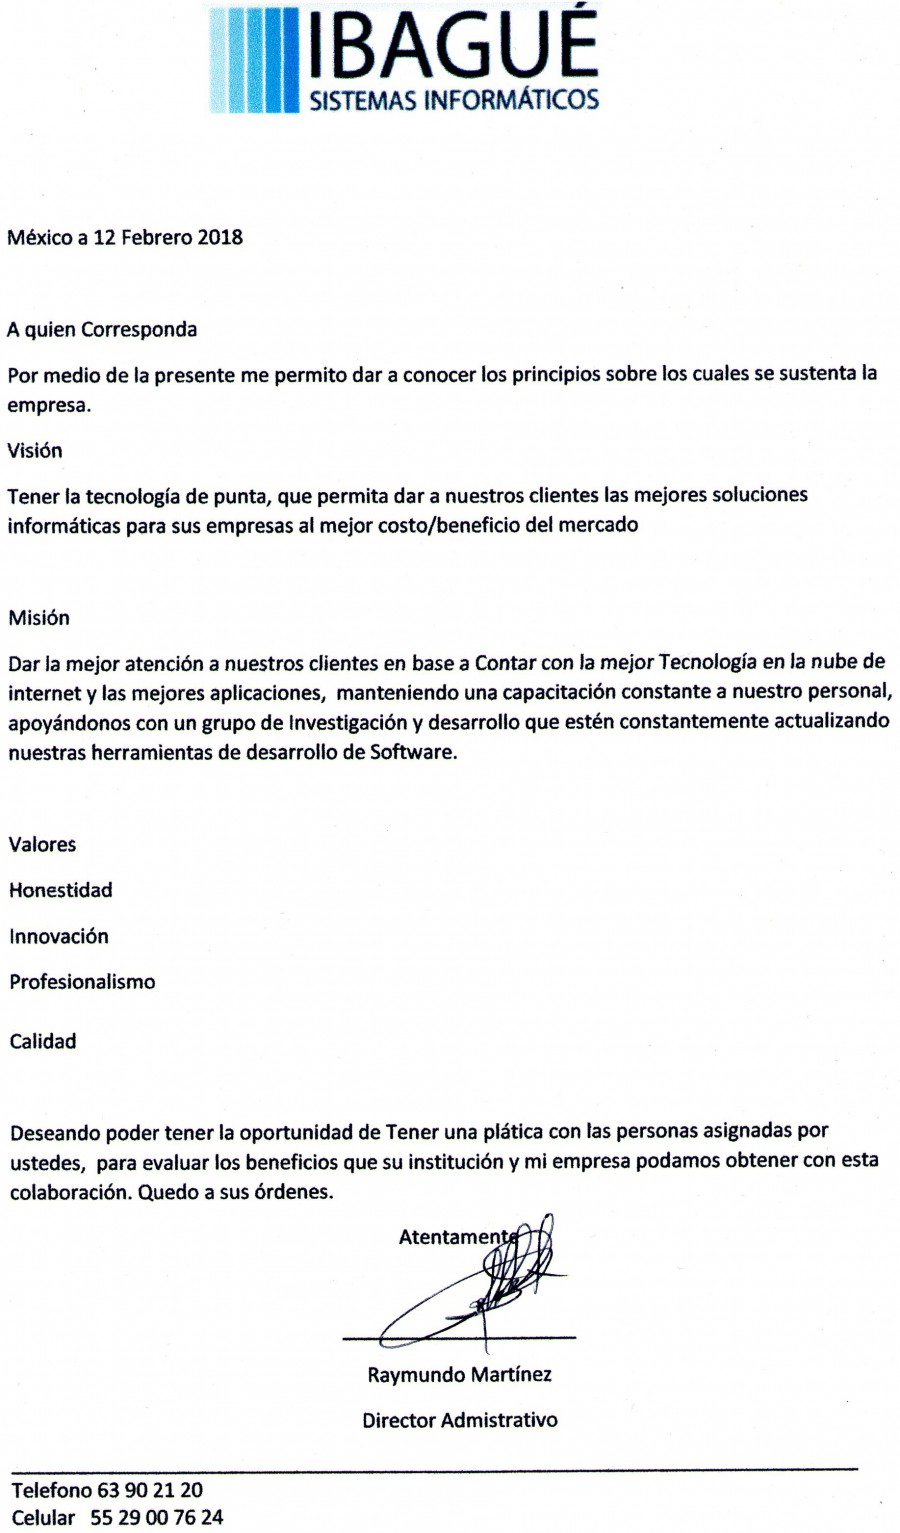 IBAGUÉ
SISTEMAS INFORMÁTICOS
México a 12 Febrero 2018
A quien Corresponda
Por medio de la presente me permito dar a conocer los principios sobre los cuales se sustenta la
empresa.
Visión
Tener la tecnología de punta, que permita dar a nuestros clientes las mejores soluciones
informáticas para sus empresas al mejor costo/beneficio del mercado
Misión
Dar la mejor atención a nuestros clientes en base a Contar con la mejor Tecnología en la nube de
internet y las mejores aplicaciones,  manteniendo una capacitación constante a nuestro personal,
apoyándonos con un grupo de Investigación y desarrollo que estén constantemente actualizando
nuestras herramientas de desarrollo de Software.
Valores
Honestidad
Innovación
Profesionalismo
Calidad
Deseando poder tener la oportunidad de Tener una plática con las personas asignadas por
ustedes,  para evaluar los beneficios que su institución y mi empresa podamos obtener con esta
colaboración. Quedo a sus órdenes.
Atentamente
Raymundo Martínez
Director Admistrativo
Telefono 63 90 21 20
Celular   55 29 00 76 24